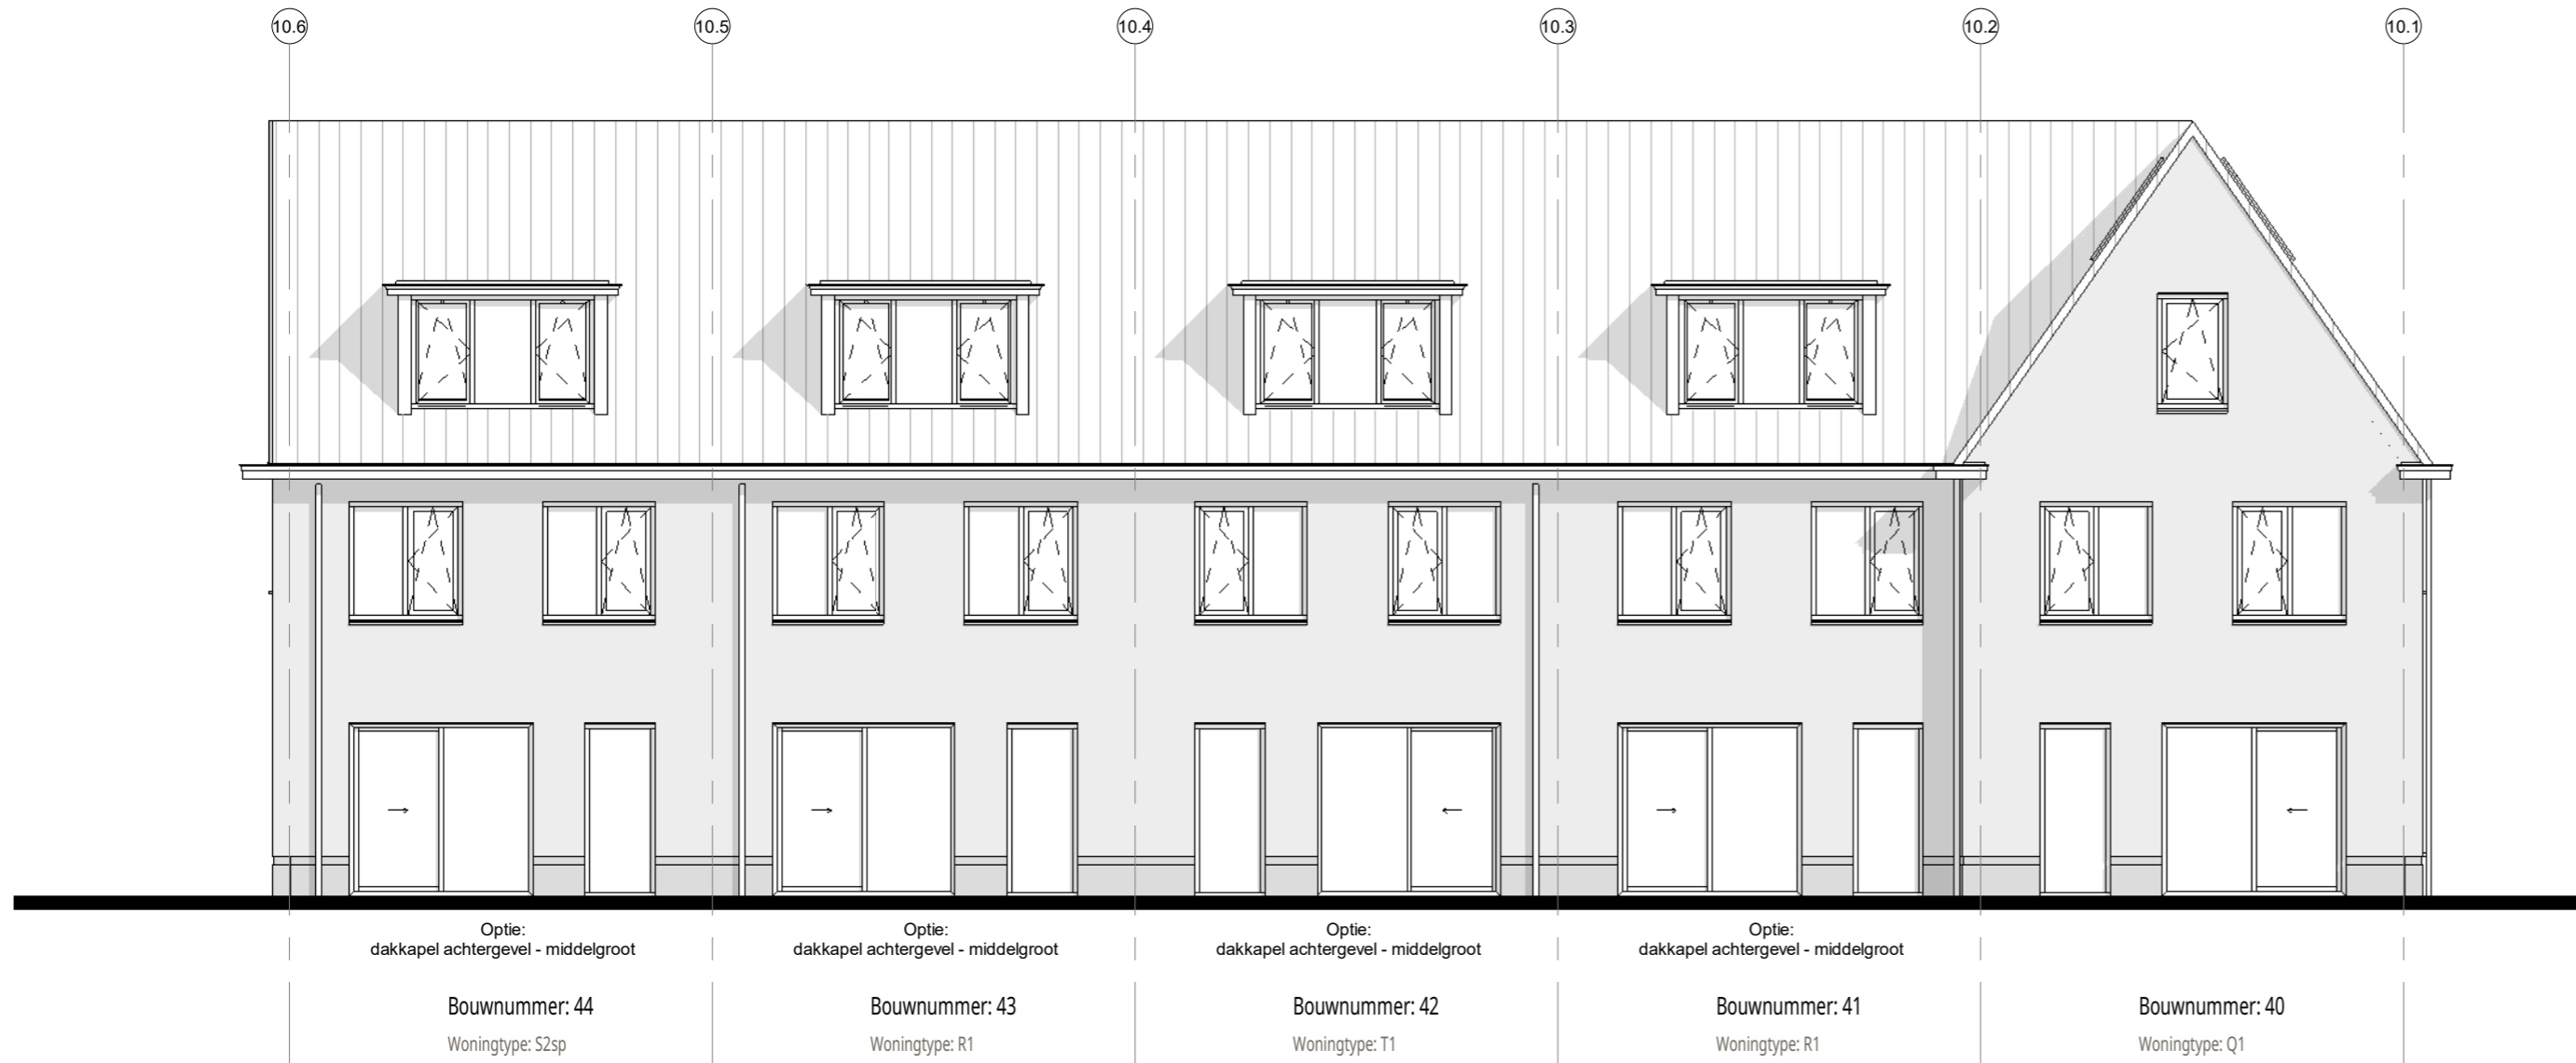 10.6
10.5
10.4
10.3
10.2
10.1
Optie:
dakkapel achtergevel - middelgroot
Optie:
dakkapel achtergevel - middelgroot
Optie:
dakkapel achtergevel - middelgroot
Optie:
dakkapel achtergevel - middelgroot
Bouwnummer: 44
Woningtype: S2sp
Bouwnummer: 43
Woningtype: R1
Bouwnummer: 42
Woningtype: T1
Bouwnummer: 41
Woningtype: R1
Bouwnummer: 40
Woningtype: Q1